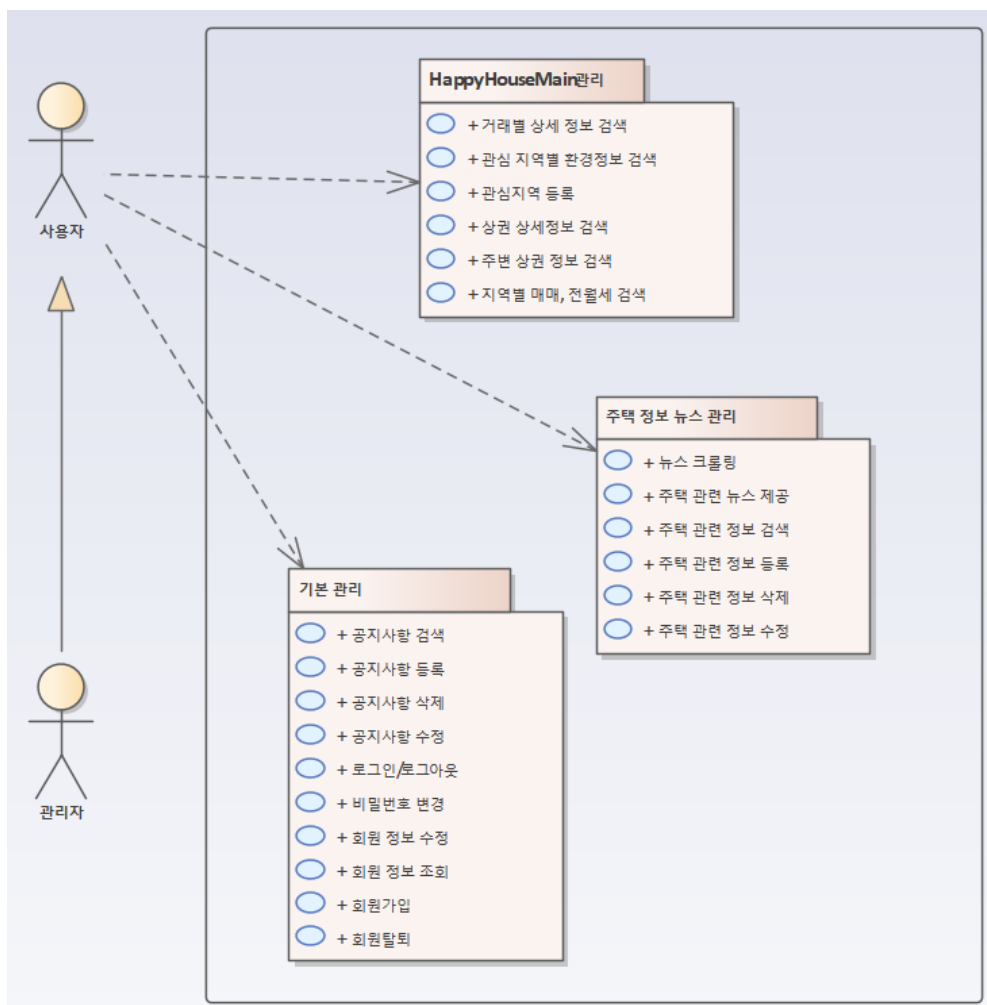 HappyHouseMain관리
+ 거래별 상세 정보 검색
+ 관심 지역별 환경정보 검색
+ 관심지역 등록
+ 상권 상세정보 검색
+ 주변 상권 정보 검색
+ 지역별 매매, 전월세 검색
사용자
주택 정보 뉴스 관리
+ 뉴스 크롤링
+ 주택 관련 뉴스 제공
+ 주택 관련 정보 검색
+ 주택 관련 정보 등록
+ 주택 관련 정보 삭제
+ 주택 관련 정보 수정
기본 관리
+ 공지사항 검색
+ 공지사항 등록
+ 공지사항 삭제
+ 공지사항 수정
+ 로그인/로그아웃
+ 비밀번호 변경
+ 회원 정보 수정
+ 회원 정보 조회
+ 회원가입
+ 회원탈퇴
관리자